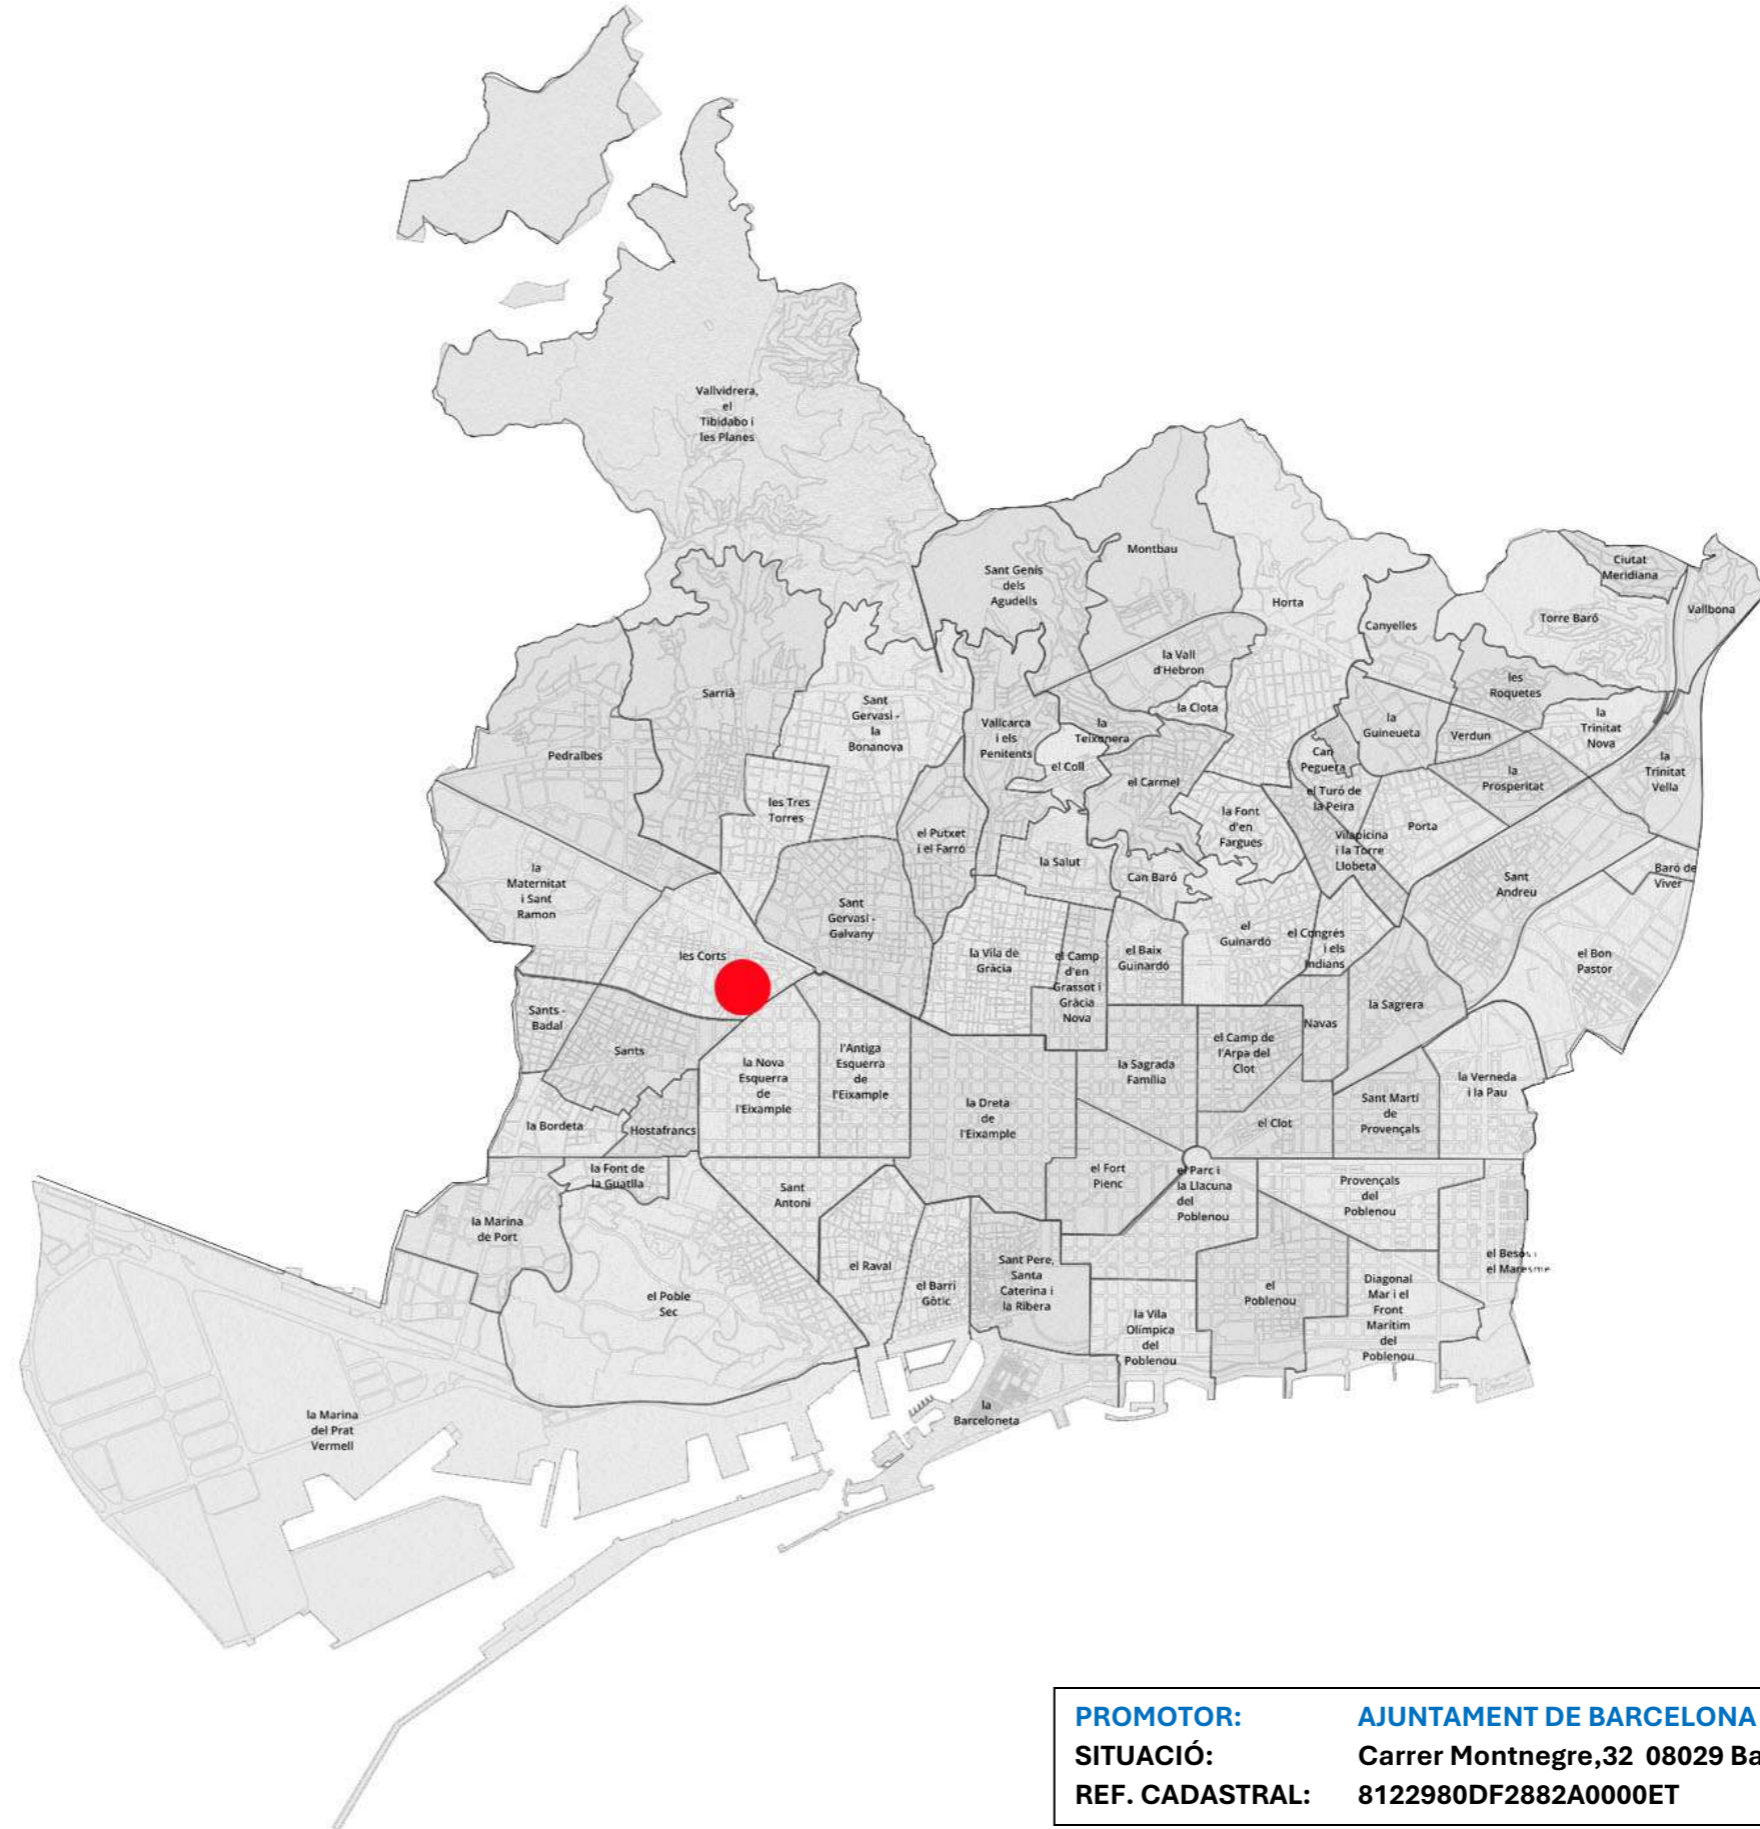 Vallvidrera,
el
Tibidabo i
les Planes
Montbau
Sant Genís
dels
Agudells
Ciutat
Meridiana
Horta
Vallbona
Torre Baró
Canyelles
la Vall
d'Hebron
les
Roquetes
Sarrià
la Clota
Sant
Gervasi -
la
Bonanova
Vallcarca
i els
Penitents
la
Teixonera
la
Guineueta
Verdun
la
Trinitat
Nova
Pedralbes
el Coll
Can
Peguera
la
Trinitat
Vella
el Carmel
la
Prosperitat
les Tres
Torres
el Turó de
la Peira
la Font
d'en
Fargues
el Putxet
i el Farró
Porta
Vilapicina
i la Torre
Llobeta
la Salut
la
Maternitat
i Sant
Ramon
Can Baró
Sant
Andreu
Baró de
Viver
Sant
Gervasi -
Galvany
el
Guinardó
el Congrés
i els
Indians
les Corts
la Vila de
Gràcia
el Camp
d'en
Grassot i
Gràcia
Nova
el Baix
Guinardó
el Bon
Pastor
la Sagrera
Sants -
Badal
Navas
Sants
la Nova
Esquerra
de
l'Eixample
l'Antiga
Esquerra
de
l'Eixample
el Camp de
l'Arpa del
Clot
la Sagrada
Família
la Verneda
i la Pau
la Dreta
de
l'Eixample
Sant Martí
de
Provençals
la Bordeta
Hostafrancs
el Clot
la Font de
la Guatlla
Sant
Antoni
el Fort
Pienc
el Parc i
la Llacuna
del
Poblenou
Provençals
del
Poblenou
la Marina
de Port
el Raval
Sant Pere,
Santa
Caterina i
la Ribera
el Besòs i
el Maresme
el Poble
Sec
el Barri
Gòtic
el
Poblenou
Diagonal
Mar i el
Front
Marítim
del
Poblenou
la Vila
Olímpica
del
Poblenou
la
Barceloneta
la Marina
del Prat
Vermell
PROMOTOR: AJUNTAMENT DE BARCELONA
SITUACIÓ: Carrer Montnegre,32 08029 Ba
REF. CADASTRAL: 8122980DF2882A0000ET